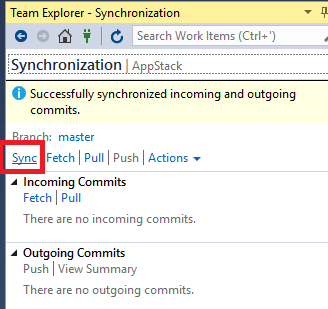 Team Explorer - Synchronization
Search Work Items (Ctrl+')
Synchronization | AppStack
Successfully synchronized incoming and outgoing
commits.
Branch: master
Sync | Fetch | Pull | Push | Actions
Incoming Commits
Fetch | Pull
There are no incoming commits.
Outgoing Commits
Push | View Summary
There are no outgoing commits.